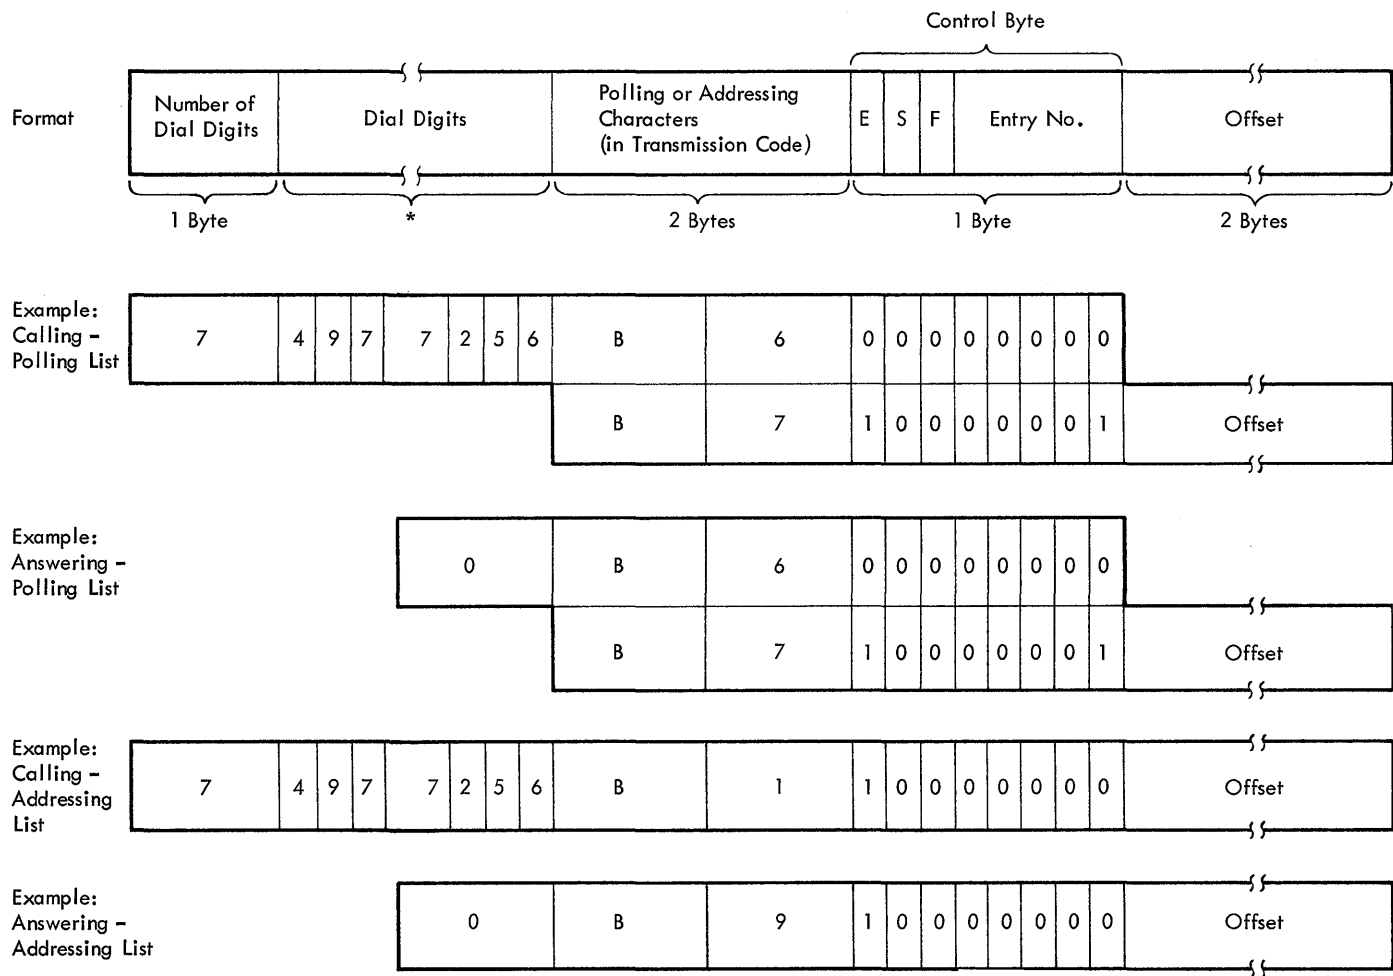 Control Byte
Format
Number of
Dial Digits
Dial Digits
Polling or Addressing
Characters
(in Transmission Code)
E S F Entry No.
Offset
1 Byte * 2 Bytes 1 Byte 2 Bytes
Example:
Calling -
Polling List
7 4 9 7 7 2 5 6 B 6 0 0 0 0 0 0 0 0
B 7 1 0 0 0 0 0 0 1 Offset
Example:
Answering -
Polling List
0 B 6 0 0 0 0 0 0 0 0
B 7 1 0 0 0 0 0 0 1 Offset
Example:
Calling -
Addressing
List
7 4 9 7 7 2 5 6 B 1 1 0 0 0 0 0 0 0 Offset
Example:
Answering -
Addressing List
0 B 9 1 0 0 0 0 0 0 0 Offset